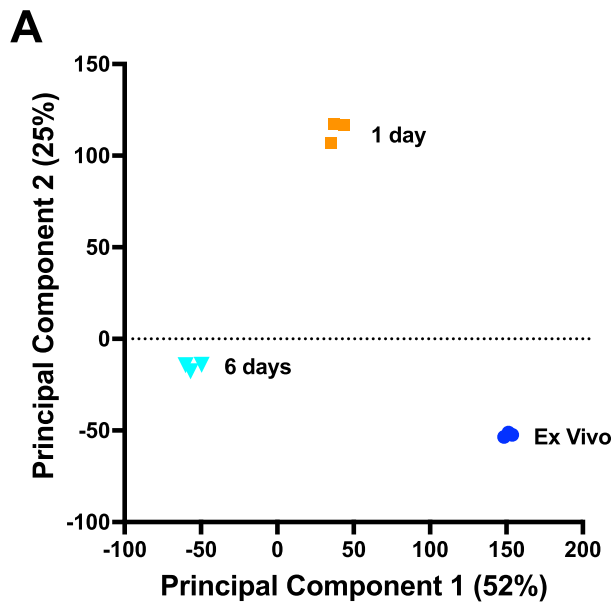 A
Principal Component 2 (25%)
150
100
50
0
-50
-100
1 day
6 days
Ex Vivo
-100 -50 0 50 100 150 200
Principal Component 1 (52%)